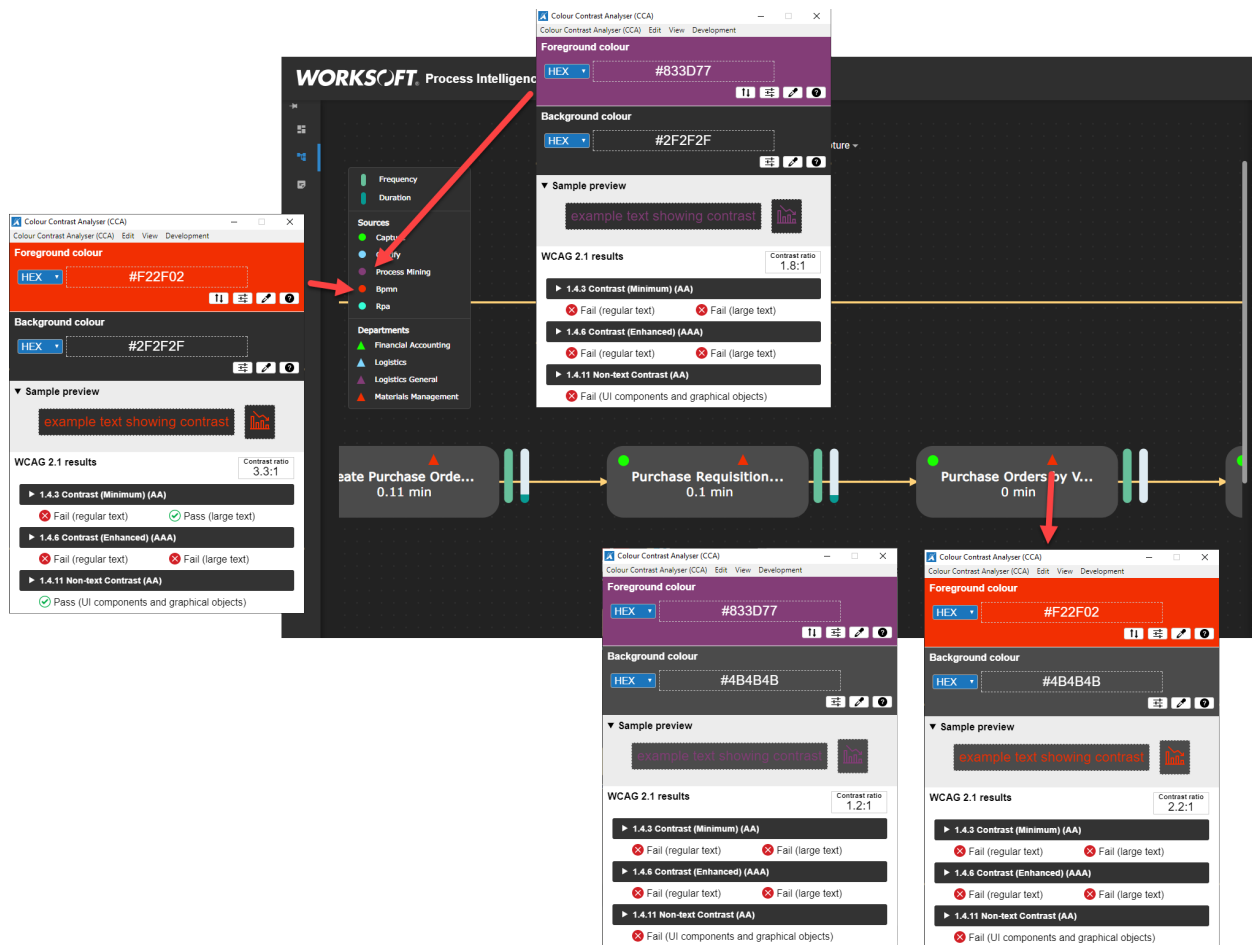 Colour Contrast Analyser (CCA)
Colour Contrast Analyser (CCA) Edit View Development
Foreground colour
HEX
#833D77
Background colour
HEX
#2F2F2F
Sample preview
example text showing contrast
WCAG 2.1 results
Contrast ratio
1.8:1
1.4.3 Contrast (Minimum) (AA)
Fail (regular text) Fail (large text)
1.4.6 Contrast (Enhanced) (AAA)
Fail (regular text) Fail (large text)
1.4.11 Non-text Contrast (AA)
Fail (UI components and graphical objects)
WORKSOFT. Process Intelligenc
pture
Frequency
Duration
Sources
Captu
fy
Process Mining
Bpmn
Rpa
Departments
Financial Accounting
Logistics
Logistics General
Materials Management
Colour Contrast Analyser (CCA)
Colour Contrast Analyser (CCA) Edit View Development
Foreground colour
HEX
#F22F02
Background colour
HEX
#2F2F2F
Sample preview
example text showing contrast
WCAG 2.1 results
Contrast ratio
3.3:1
1.4.3 Contrast (Minimum) (AA)
Fail (regular text) Pass (large text)
1.4.6 Contrast (Enhanced) (AAA)
Fail (regular text) Fail (large text)
1.4.11 Non-text Contrast (AA)
Pass (UI components and graphical objects)
eate Purchase Orde...
0.11 min
Purchase Requisition...
0.1 min
Purchase Orders by V...
0 min
Colour Contrast Analyser (CCA)
Colour Contrast Analyser (CCA) Edit View Development
Foreground colour
HEX
#833D77
Background colour
HEX
#4B4B4B
Sample preview
example text showing contrast
WCAG 2.1 results
Contrast ratio
1.2:1
1.4.3 Contrast (Minimum) (AA)
Fail (regular text) Fail (large text)
1.4.6 Contrast (Enhanced) (AAA)
Fail (regular text) Fail (large text)
1.4.11 Non-text Contrast (AA)
Fail (UI components and graphical objects)
Colour Contrast Analyser (CCA)
Colour Contrast Analyser (CCA) Edit View Development
Foreground colour
HEX
#F22F02
Background colour
HEX
#4B4B4B
Sample preview
example text showing contrast
WCAG 2.1 results
Contrast ratio
2.2:1
1.4.3 Contrast (Minimum) (AA)
Fail (regular text) Fail (large text)
1.4.6 Contrast (Enhanced) (AAA)
Fail (regular text) Fail (large text)
1.4.11 Non-text Contrast (AA)
Fail (UI components and graphical objects)